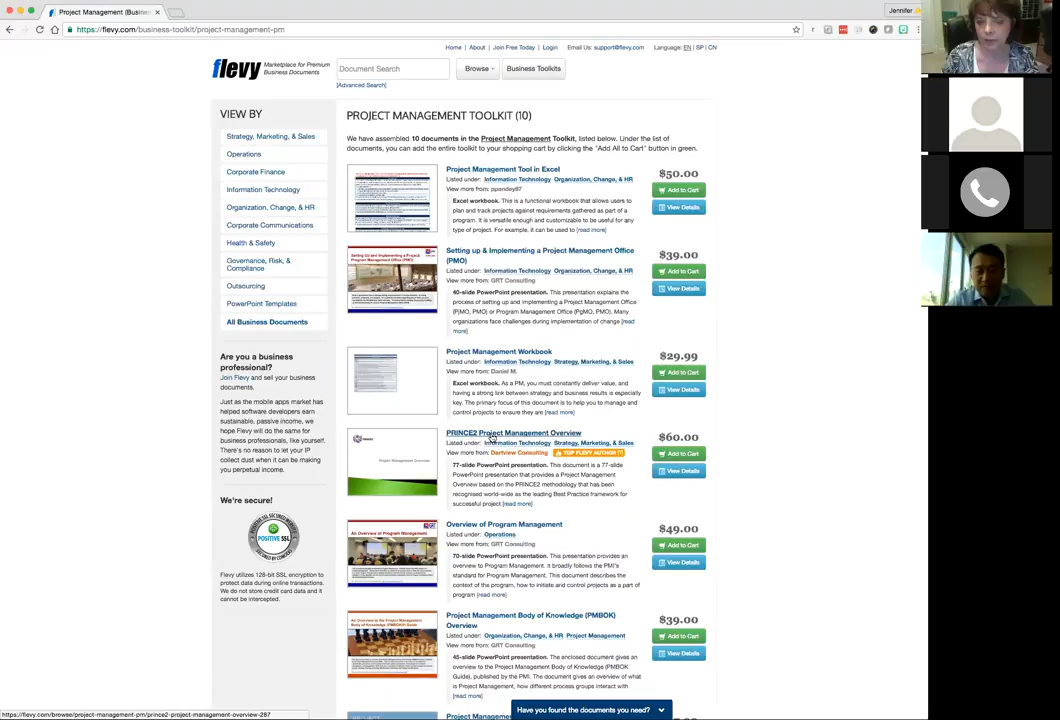 Project Management (Busine
Jennifer
https://flevy.com/business-toolkit/project-management-pm
Home | About | Join Free Today | Login Email Us: support@flevy.com Language: EN | SP | CN
flevy Marketplace for Premium Business Documents
Document Search
Browse
Business Toolkits
[Advanced Search]
VIEW BY
Strategy, Marketing, & Sales
Operations
Corporate Finance
Information Technology
Organization, Change, & HR
Corporate Communications
Health & Safety
Governance, Risk, &
Compliance
Outsourcing
PowerPoint Templates
All Business Documents
Are you a business
professional?
Join Flevy and sell your business
documents.
Just as the mobile apps market has
helped software developers earn
sustainable, passive income, we
hope Flevy will do the same for
business professionals, like yourself.
There's no reason to let your IP
collect dust when it can be making
you perpetual income.
We're secure!
POSITIVE SSL
Flevy utilizes 128-bit SSL encryption to
protect data during online transactions.
We do not store credit card data and it
cannot be intercepted.
PROJECT MANAGEMENT TOOLKIT (10)
We have assembled 10 documents in the Project Management Toolkit, listed below. Under the list of
documents, you can add the entire toolkit to your shopping cart by clicking the "Add All to Cart" button in green.
Project Management Tool in Excel
Listed under: Information Technology Organization, Change, & HR
View more from: ppandey87
Excel workbook. This is a functional workbook that allows users to
plan and track projects against requirements gathered as part of a
program. It is versatile enough and customizable to be useful for any
type of project. For example, it can be used to [read more]
$50.00
Add to Cart
View Details
Setting up & Implementing a Project Management Office
(PMO)
Listed under: Information Technology Organization, Change, & HR
View more from: GRT Consulting
40-slide PowerPoint presentation. This presentation explains the
process of setting up and implementing a Project Management Office
(PjMO, PMO) or Program Management Office (PgMO, PMO). Many
organizations face challenges during implementation of change [read
more]
$39.00
Add to Cart
View Details
Project Management Workbook
Listed under: Information Technology Strategy, Marketing, & Sales
View more from: Daniel M.
Excel workbook. As a PM, you must constantly deliver value, and
having a strong link between strategy and business results is especially
key. The primary focus of this document is to help you to manage and
control projects to ensure they are [read more]
$29.99
Add to Cart
View Details
Project Management Overview
PRINCE2 Project Management Overview
Listed under: Information Technology Strategy, Marketing, & Sales
View more from: Dartview Consulting TOP FLEVY AUTHOR
77-slide PowerPoint presentation. This document is a 77-slide
PowerPoint presentation that provides a Project Management
Overview based on the PRINCE2 methodology that has been
recognised world-wide as the leading Best Practice framework for
successful project [read more]
$60.00
Add to Cart
View Details
An Overview of Program Management
Overview of Program Management
Listed under: Operations
View more from: GRT Consulting
70-slide PowerPoint presentation. This presentation provides an
overview to Program Management. It broadly follows the PMI's
standard for Program Management. This document describes the
context of the program, how to initiate and control projects as a part of
program [read more]
$49.00
Add to Cart
View Details
Project Management Body of Knowledge (PMBOK)
Overview
Listed under: Organization, Change, & HR Project Management
View more from: GRT Consulting
45-slide PowerPoint presentation. The enclosed document gives an
overview to the Project Management Body of Knowledge (PMBOK
Guide), published by the PMI. The document gives an overview of what
is Project Management, how different process groups interact with
[read more]
$39.00
Add to Cart
View Details
Have you found the documents you need?
https://flevy.com/browse/project-management-pm/prince2-project-management-overview-287